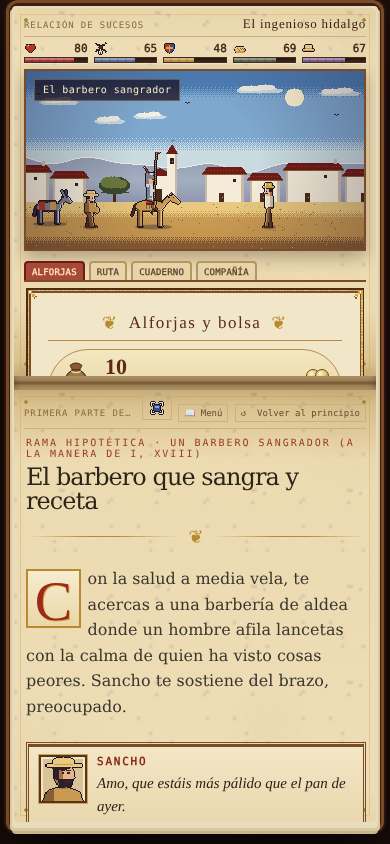 RELACIÓN DE SUCESOS
El ingenioso hidalgo
80 65 48 69 67
El barbero sangrador
ALFORJAS RUTA CUADERNO COMPAÑÍA
Alforjas y bolsa
10
PRIMERA PARTE DE…
Menú
Volver al principio
RAMA HIPOTÉTICA · UN BARBERO SANGRADOR (A
LA MANERA DE I, XVIII)
El barbero que sangra y
receta
Con la salud a media vela, te
acercas a una barbería de aldea
donde un hombre afila lancetas
con la calma de quien ha visto cosas
peores. Sancho te sostiene del brazo,
preocupado.
SANCHO
Amo, que estáis más pálido que el pan de
ayer.